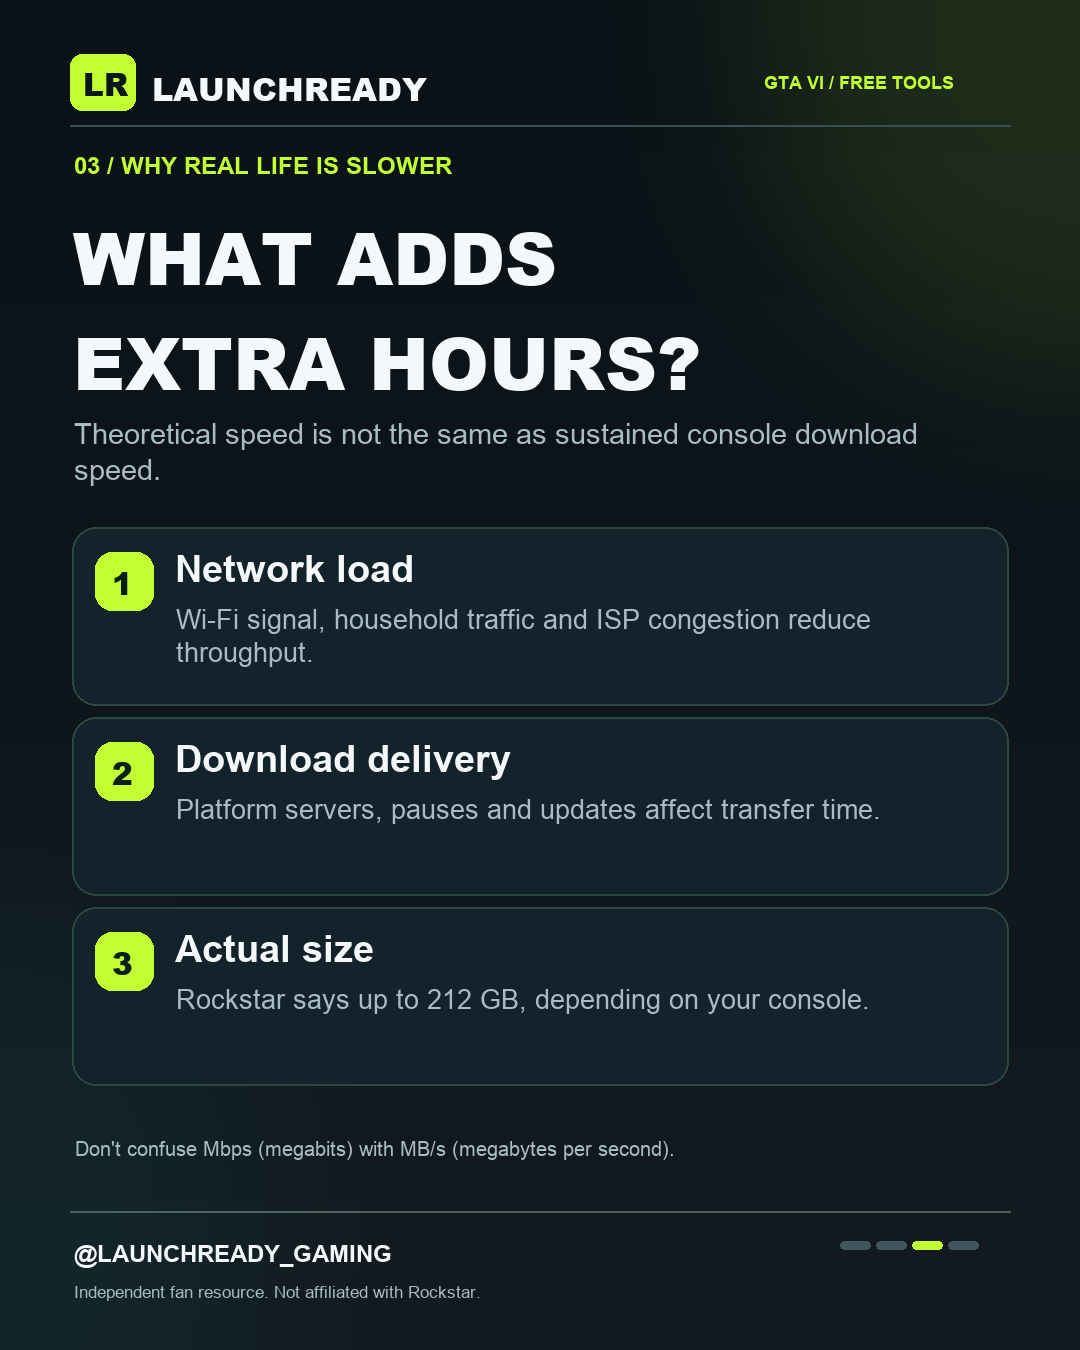 LR LAUNCHREADY
GTA VI / FREE TOOLS
03 / WHY REAL LIFE IS SLOWER
WHAT ADDS
EXTRA HOURS?
Theoretical speed is not the same as sustained console download
speed.
1 Network load
Wi-Fi signal, household traffic and ISP congestion reduce
throughput.
2 Download delivery
Platform servers, pauses and updates affect transfer time.
3 Actual size
Rockstar says up to 212 GB, depending on your console.
Don't confuse Mbps (megabits) with MB/s (megabytes per second).
@LAUNCHREADY_GAMING
Independent fan resource. Not affiliated with Rockstar.